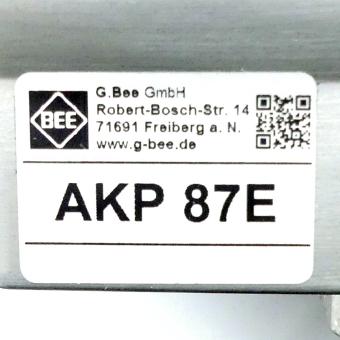 BEE
G.Bee GmbH
Robert-Bosch-Str. 14
71691 Freiberg a. N.
www.g-bee.de
AKP 87E